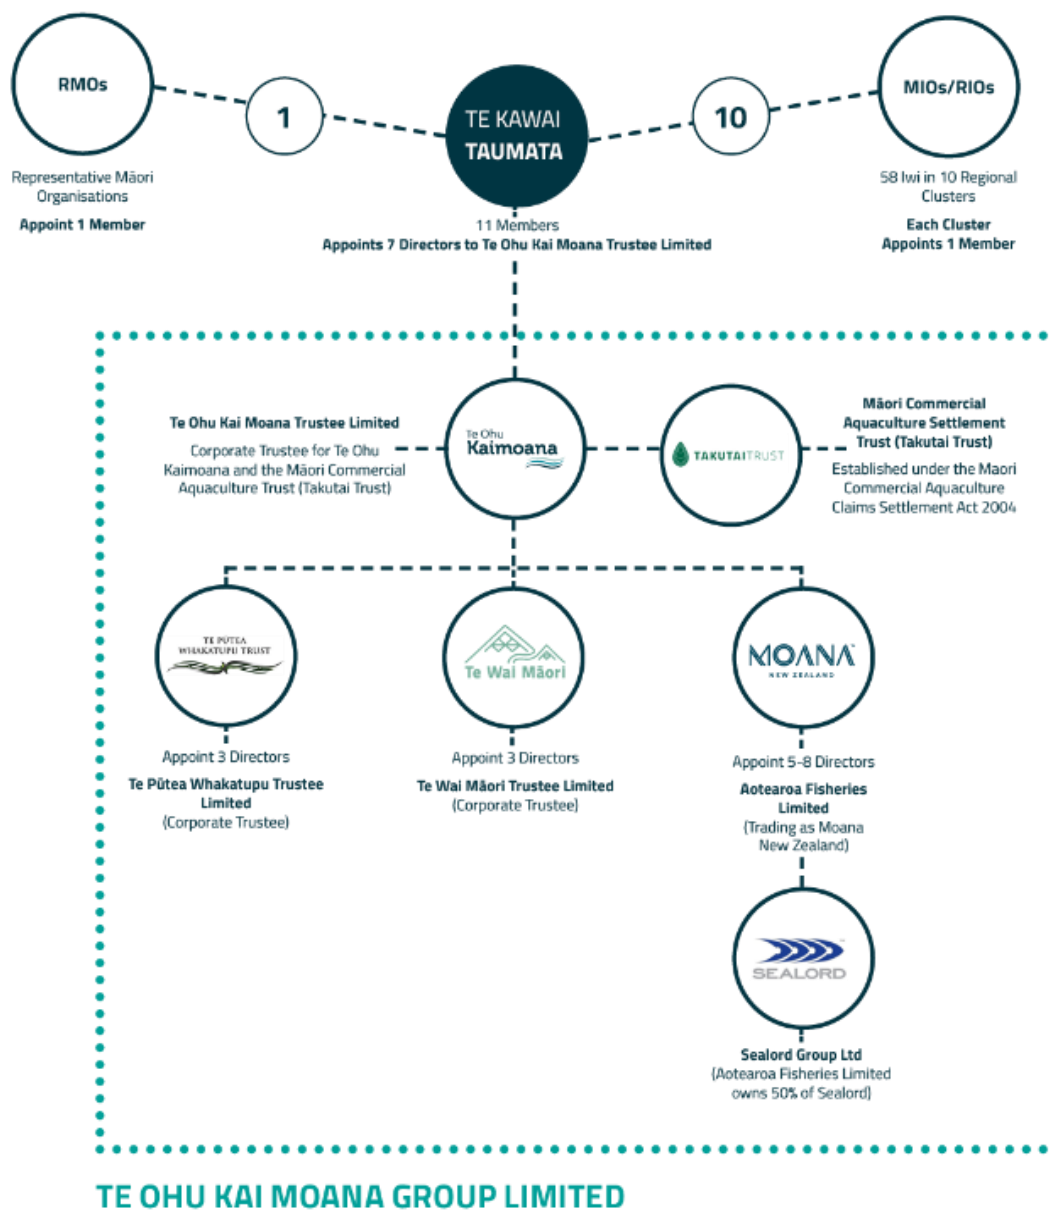 RMOs
1
TE KAWAI
TAUMATA
10
MIOs/RIOs
Representative Māori
Organisations
Appoint 1 Member
11 Members
Appoints 7 Directors to Te Ohu Kai Moana Trustee Limited
58 Iwi in 10 Regional
Clusters
Each Cluster
Appoints 1 Member
Te Ohu Kai Moana Trustee Limited
Corporate Trustee for Te Ohu
Kaimoana and the Māori Commercial
Aquaculture Trust (Takutai Trust)
Te Ohu
Kaimoana
TAKUTAITRUST
Māori Commercial
Aquaculture Settlement
Trust (Takutai Trust)
Established under the Maori
Commercial Aquaculture
Claims Settlement Act 2004
TE PŪTEA
WHAKATUPU TRUST
Te Wai Māori
MOANA™
NEW ZEALAND
Appoint 3 Directors
Te Pūtea Whakatupu Trustee
Limited
(Corporate Trustee)
Appoint 3 Directors
Te Wai Māori Trustee Limited
(Corporate Trustee)
Appoint 5-8 Directors
Aotearoa Fisheries
Limited
(Trading as Moana
New Zealand)
SEALORD
Sealord Group Ltd
(Aotearoa Fisheries Limited
owns 50% of Sealord)
TE OHU KAI MOANA GROUP LIMITED